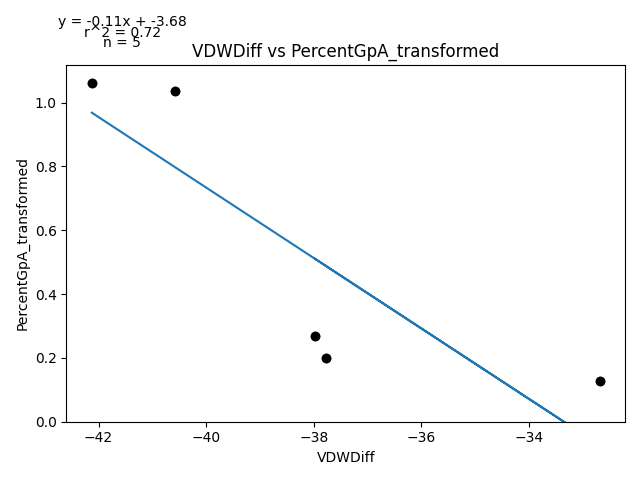 y = -0.11x + -3.68
r^2 = 0.72
n = 5
VDWDiff vs PercentGpA_transformed
PercentGpA_transformed
1.0
0.8
0.6
0.4
0.2
0.0
−42 −40 −38 −36 −34
VDWDiff